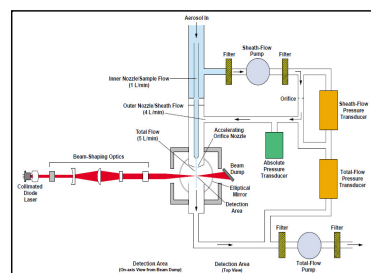 Aerosol In
Filter
Sheath-Flow
Pump
Filter
Inner Nozzle/Sample Flow
(1 L/min)
Orifice
Outer Nozzle/Sheath Flow
(4 L/min)
Sheath-Flow
Pressure
Transducer
Total Flow
(5 L/min)
Accelerating
Orifice Nozzle
Absolute
Pressure
Transducer
Total-Flow
Pressure
Transducer
Beam-Shaping Optics
Beam
Dump
Elliptical
Mirror
Collimated
Diode
Laser
Detection
Area
Filter
Filter
Detection Area
(On-axis View from Beam Dump)
Detection Area
(Top View)
Total-Flow
Pump